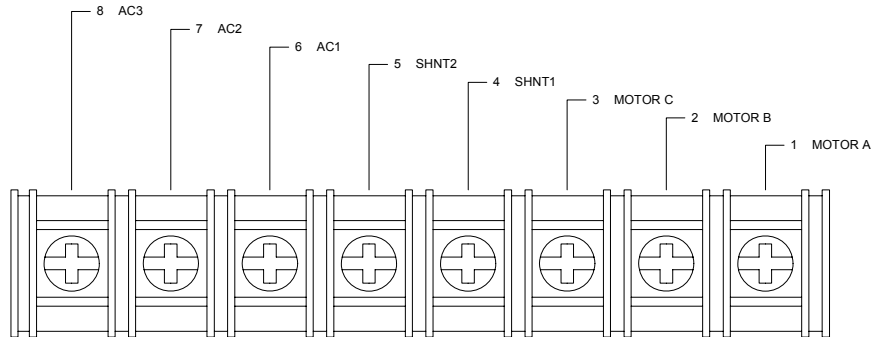 8 AC3
7 AC2
6 AC1
5 SHNT2
4 SHNT1
3 MOTOR C
2 MOTOR B
1 MOTOR A